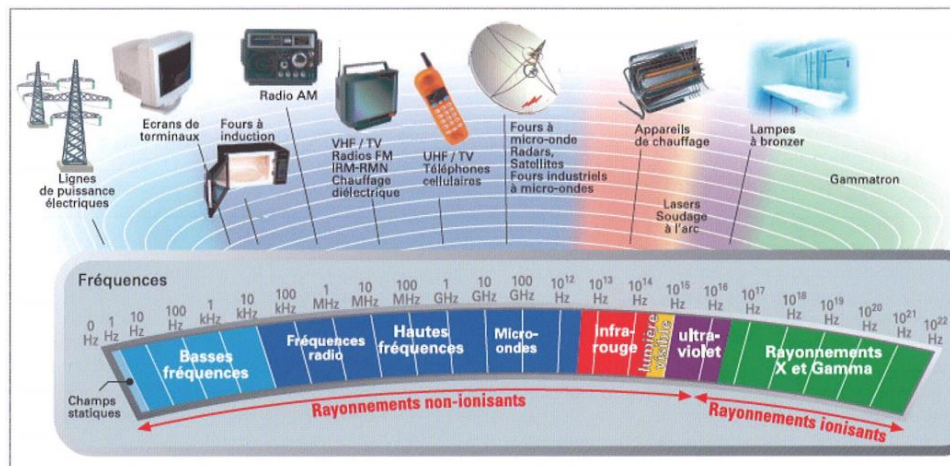 Lignes
de puissance
électriques
Ecrans de
terminaux
Fours à
induction
Radio AM
VHF / TV
Radios FM
IRM-RMN
Chauffage
diélectrique
UHF / TV
Téléphones
cellulaires
Fours à
micro-onde
Radars,
Satellites
Fours industriels
à micro-ondes
Appareils
de chauffage
Lasers
Soudage
à l'arc
Lampes
à bronzer
Gammatron
Fréquences
0 Hz
1 Hz
10 Hz
100 Hz
1 kHz
10 kHz
100 kHz
1 MHz
10 MHz
100 MHz
1 GHz
10 GHz
100 GHz
10¹² Hz
10¹³ Hz
10¹⁴ Hz
10¹⁵ Hz
10¹⁶ Hz
10¹⁷ Hz
10¹⁸ Hz
10¹⁹ Hz
10²⁰ Hz
10²¹ Hz
10²² Hz
Champs
statiques
Basses
fréquences
Fréquences
radio
Hautes
fréquences
Micro-
ondes
infra-
rouge
lumière
visible
ultra-
violet
Rayonnements
X et Gamma
Rayonnements non-ionisants
Rayonnements ionisants